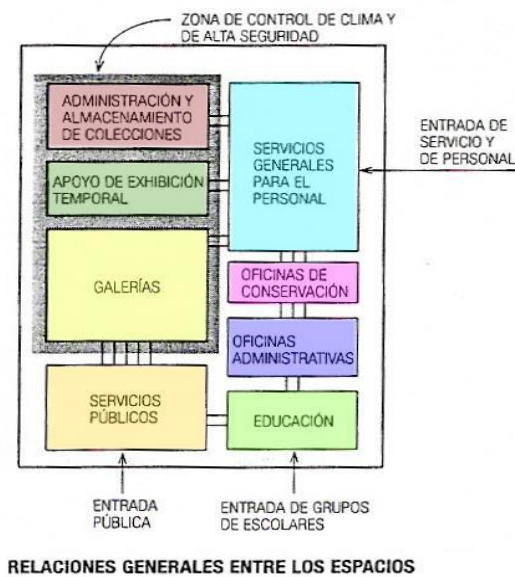 ZONA DE CONTROL DE CLIMA Y
DE ALTA SEGURIDAD
ADMINISTRACIÓN Y
ALMACENAMIENTO
DE COLECCIONES
SERVICIOS
GENERALES
PARA EL
PERSONAL
ENTRADA DE
SERVICIO Y
DE PERSONAL
APOYO DE EXHIBICIÓN
TEMPORAL
GALERÍAS
OFICINAS DE
CONSERVACIÓN
OFICINAS
ADMINISTRATIVAS
SERVICIOS
PÚBLICOS
EDUCACIÓN
ENTRADA
PÚBLICA
ENTRADA DE GRUPOS
DE ESCOLARES
RELACIONES GENERALES ENTRE LOS ESPACIOS